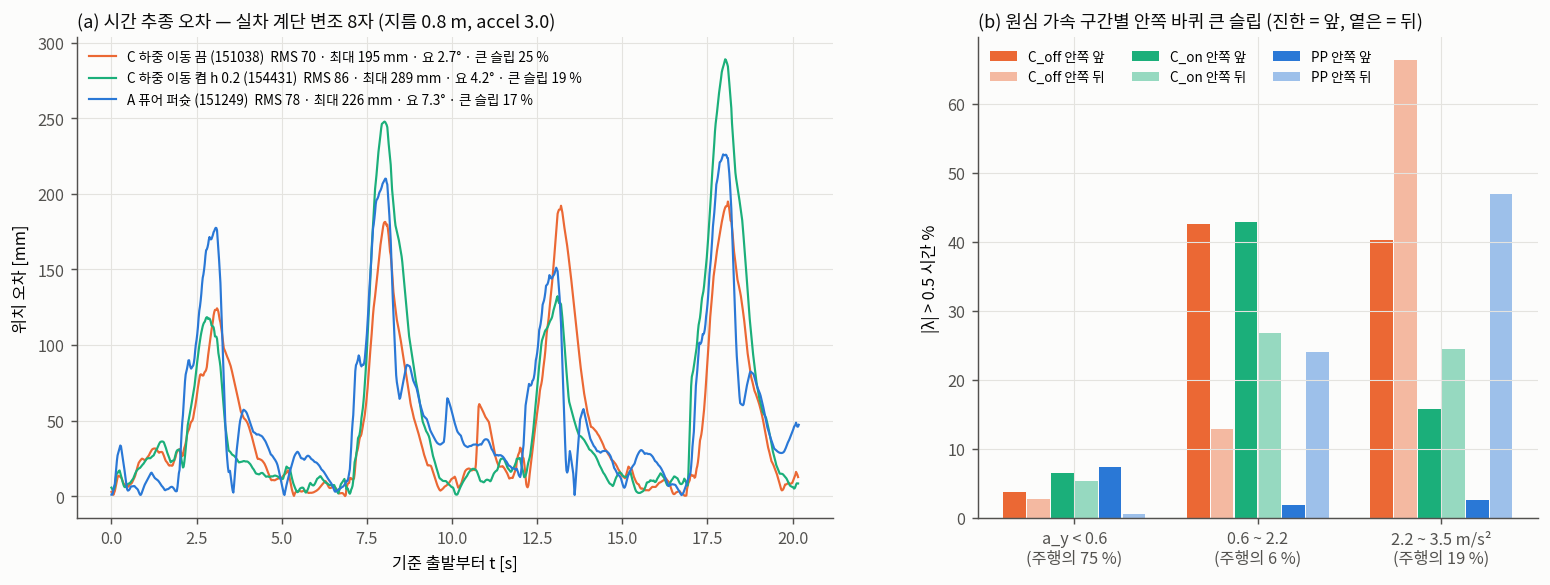 (a) 시간 추종 오차 — 실차 계단 변조 8자 (지름 0.8 m, accel 3.0)
C 하중 이동 끔 (151038)  RMS 70 · 최대 195 mm · 요 2.7° · 큰 슬립 25 %
C 하중 이동 켬 h 0.2 (154431)  RMS 86 · 최대 289 mm · 요 4.2° · 큰 슬립 19 %
A 퓨어 퍼슛 (151249)  RMS 78 · 최대 226 mm · 요 7.3° · 큰 슬립 17 %
위치 오차 [mm]
300
250
200
150
100
50
0
0.0 2.5 5.0 7.5 10.0 12.5 15.0 17.5 20.0
기준 출발부터 t [s]
(b) 원심 가속 구간별 안쪽 바퀴 큰 슬립 (진한 = 앞, 옅은 = 뒤)
C_off 안쪽 앞 C_on 안쪽 앞 PP 안쪽 앞
C_off 안쪽 뒤 C_on 안쪽 뒤 PP 안쪽 뒤
|λ| > 0.5 시간 %
60
50
40
30
20
10
0
a_y < 0.6 0.6 ~ 2.2 2.2 ~ 3.5 m/s²
(주행의 75 %) (주행의 6 %) (주행의 19 %)